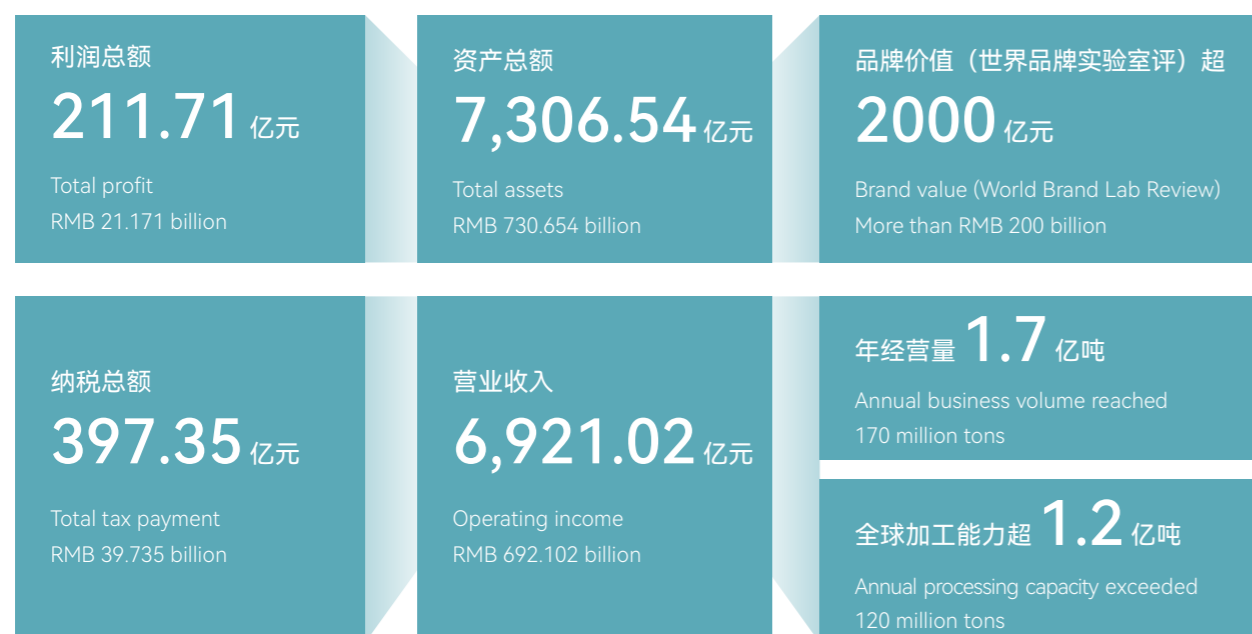 利润总额
211.71 亿元
Total profit
RMB 21.171 billion
资产总额
7,306.54 亿元
Total assets
RMB 730.654 billion
品牌价值（世界品牌实验室评）超
2000 亿元
Brand value (World Brand Lab Review)
More than RMB 200 billion
纳税总额
397.35 亿元
Total tax payment
RMB 39.735 billion
营业收入
6,921.02 亿元
Operating income
RMB 692.102 billion
年经营量 1.7 亿吨
Annual business volume reached
170 million tons
全球加工能力超 1.2 亿吨
Annual processing capacity exceeded
120 million tons